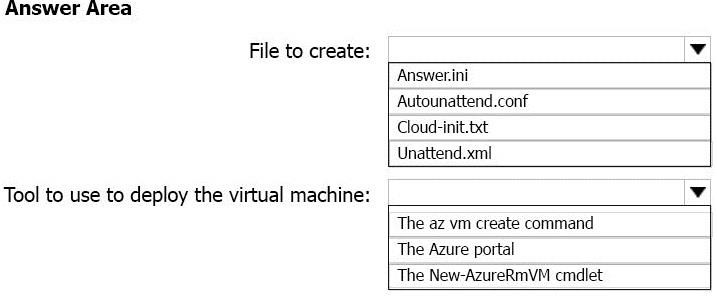 Answer Area
File to create:
Answer.ini
Autounattend.conf
Cloud-init.txt
Unattend.xml
Tool to use to deploy the virtual machine:
The az vm create command
The Azure portal
The New-AzureRmVM cmdlet